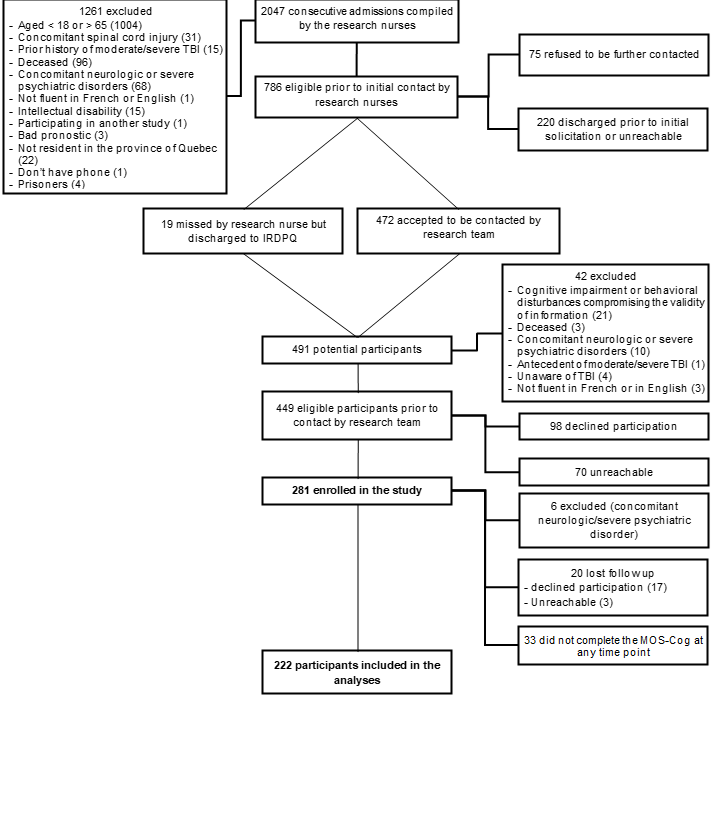 1261 excluded
- Aged < 18 or > 65 (1004)
- Concomitant spinal cord injury (31)
- Prior history of moderate/severe TBI (15)
- Deceased (96)
- Concomitant neurologic or severe
psychiatric disorders (68)
- Not fluent in French or English (1)
- Intellectual disability (15)
- Participating in another study (1)
- Bad pronostic (3)
- Not resident in the province of Quebec
(22)
- Don't have phone (1)
- Prisoners (4)
2047 consecutive admissions compiled
by the research nurses
75 refused to be further contacted
786 eligible prior to initial contact by
research nurses
220 discharged prior to initial
solicitation or unreachable
19 missed by research nurse but
discharged to IRDPQ
472 accepted to be contacted by
research team
42 excluded
- Cognitive impairment or behavioral
disturbances compromising the validity
of information (21)
- Deceased (3)
- Concomitant neurologic or severe
psychiatric disorders (10)
- Antecedent of moderate/severe TBI (1)
- Unaware of TBI (4)
- Not fluent in French or in English (3)
491 potential participants
449 eligible participants prior to
contact by research team
98 declined participation
70 unreachable
281 enrolled in the study
6 excluded (concomitant
neurologic/severe psychiatric
disorder)
20 lost follow up
- declined participation (17)
- Unreachable (3)
33 did not complete the MOS-Cog at
any time point
222 participants included in the
analyses